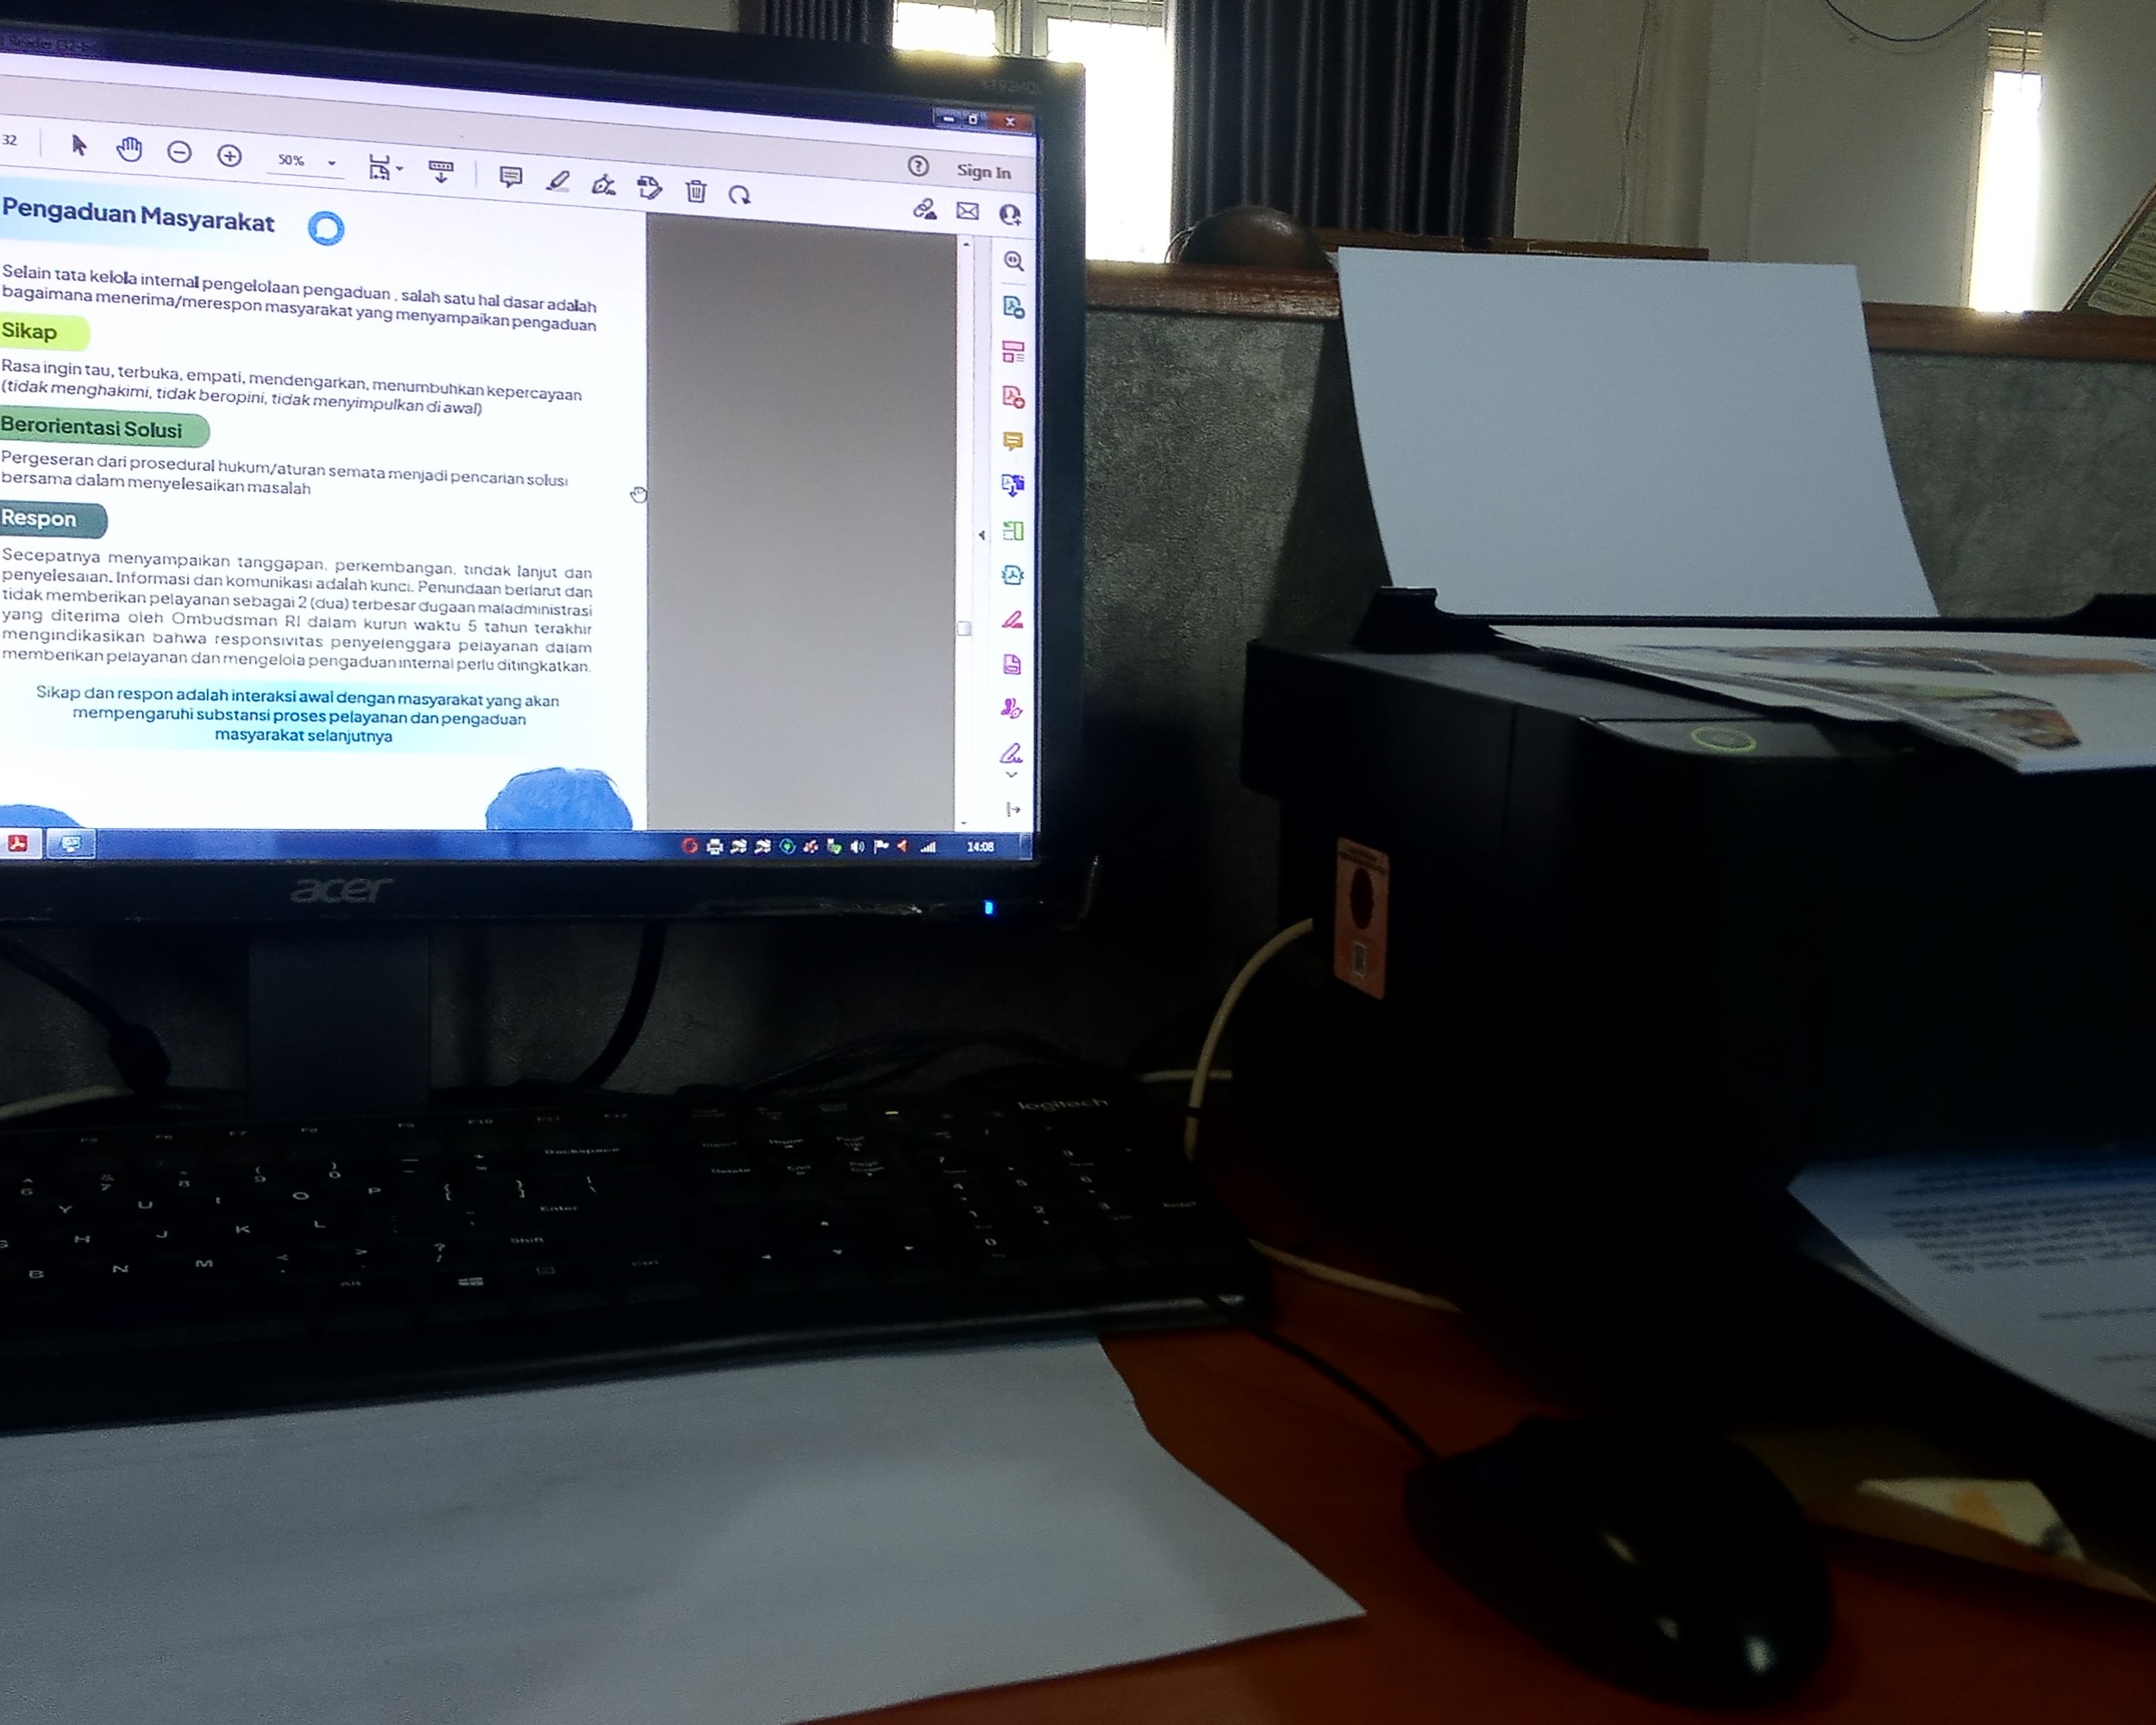 32
50%
Sign In
Pengaduan Masyarakat
Selain tata kelola internal pengelolaan pengaduan , salah satu hal dasar adalah
bagaimana menerima/merespon masyarakat yang menyampaikan pengaduan
Sikap
Rasa ingin tau, terbuka, empati, mendengarkan, menumbuhkan kepercayaan
(tidak menghakimi, tidak beropini, tidak menyimpulkan di awal)
Berorientasi Solusi
Pergeseran dari prosedural hukum/aturan semata menjadi pencarian solusi
bersama dalam menyelesaikan masalah
Respon
Secepatnya menyampaikan tanggapan, perkembangan, tindak lanjut dan
penyelesaian. Informasi dan komunikasi adalah kunci. Penundaan berlarut dan
tidak memberikan pelayanan sebagai 2 (dua) terbesar dugaan maladministrasi
yang diterima oleh Ombudsman RI dalam kurun waktu 5 tahun terakhir
mengindikasikan bahwa responsivitas penyelenggara pelayanan dalam
memberikan pelayanan dan mengelola pengaduan internal perlu ditingkatkan.
Sikap dan respon adalah interaksi awal dengan masyarakat yang akan
mempengaruhi substansi proses pelayanan dan pengaduan
masyarakat selanjutnya
14:08
acer
logitech
Backspace
Y U I O P
Enter
H J K L
Shift
B N M